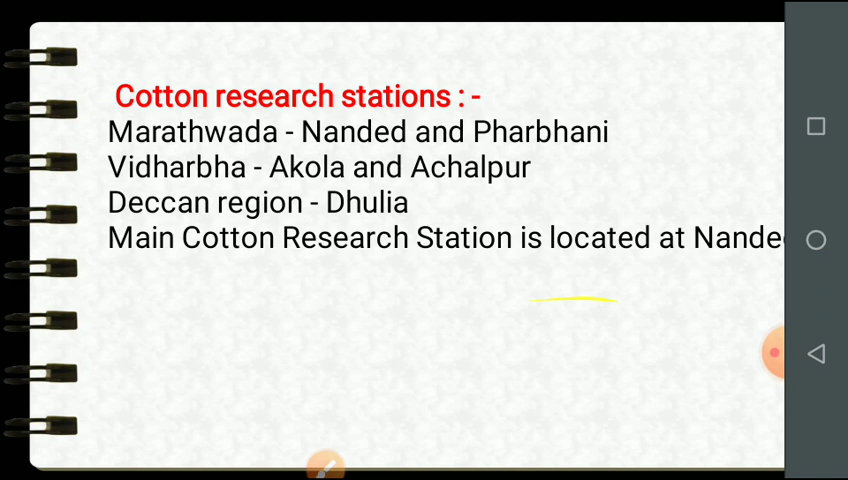 Cotton research stations : -
Marathwada - Nanded and Pharbhani
Vidharbha - Akola and Achalpur
Deccan region - Dhulia
Main Cotton Research Station is located at